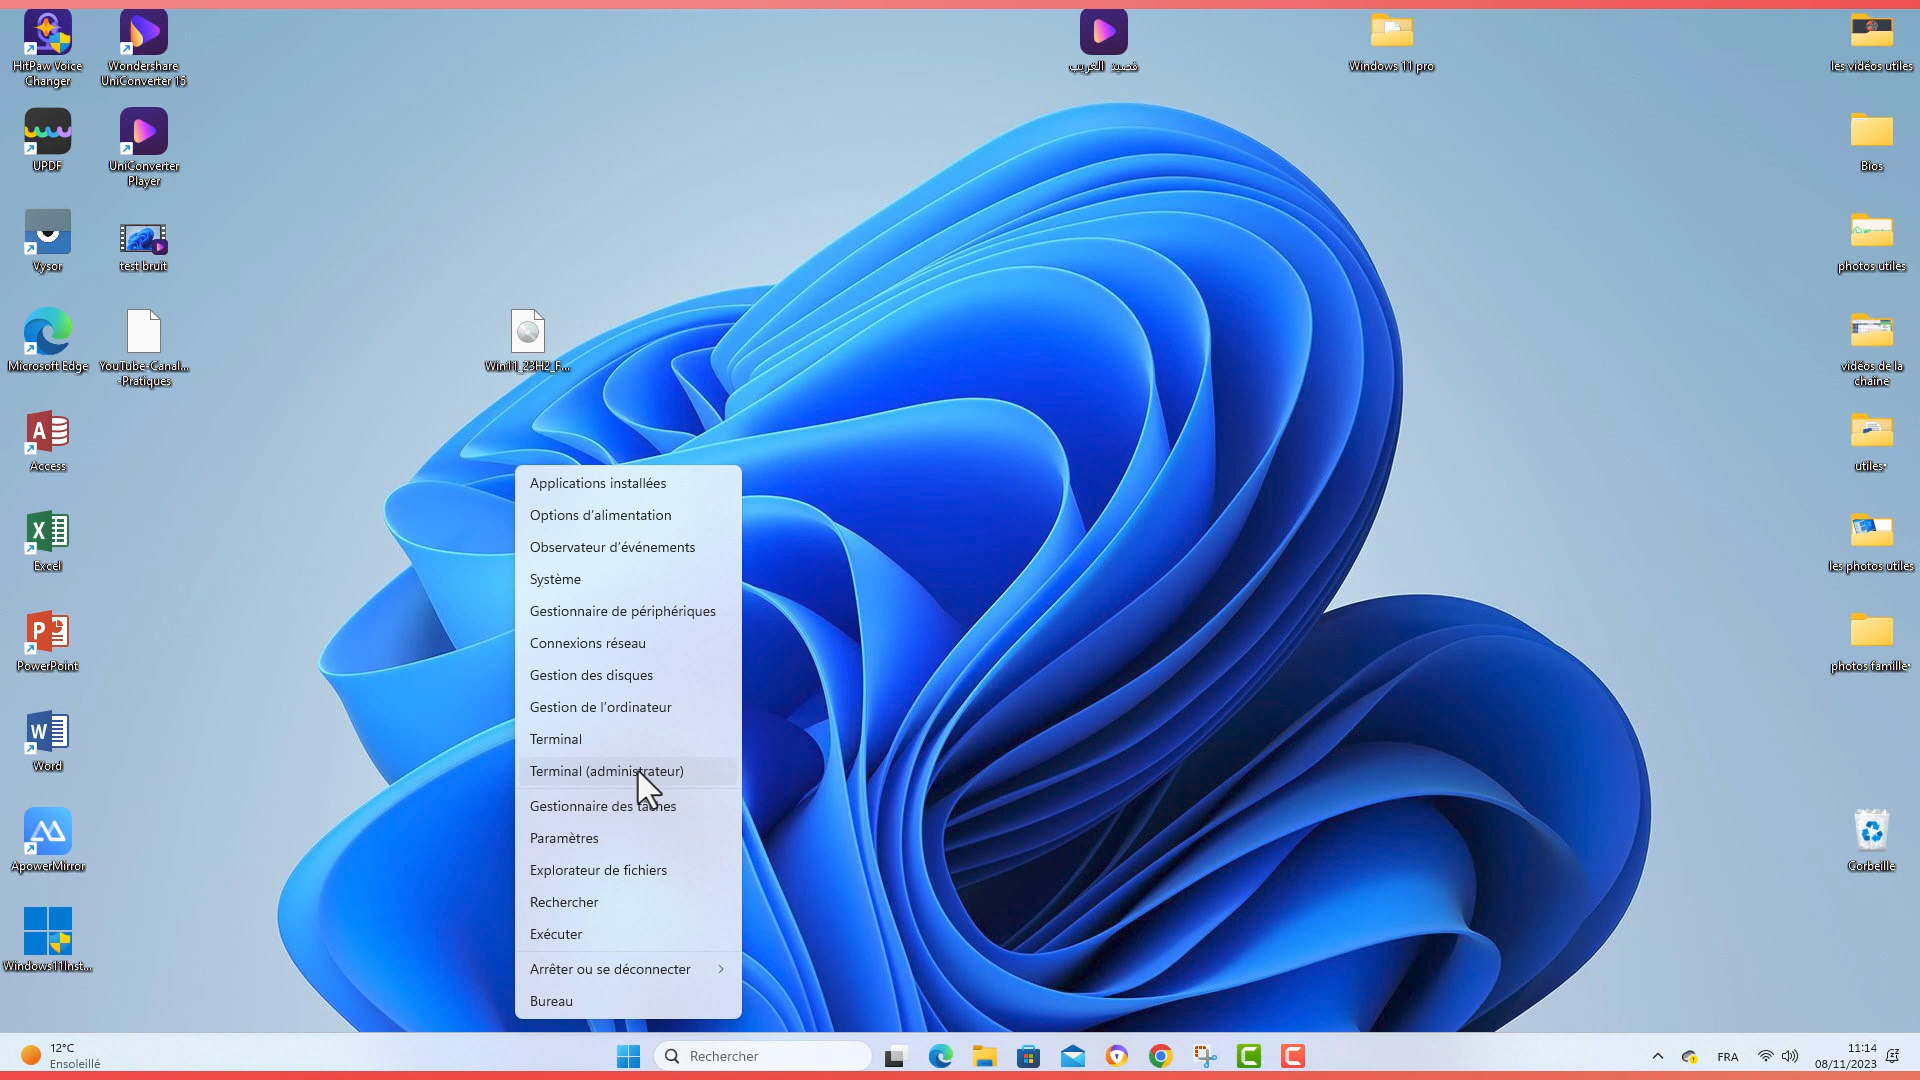 HitPaw Voice
Changer
Wondershare
UniConverter 15
قصيد الغريب
Windows 11 pro
les vidéos utiles
UPDF
UniConverter
Player
Bios
Vysor
test bruit
photos utiles
Microsoft Edge
YouTube-Canal...
-Pratiques
Win11_23H2_F...
vidéos de la
chaine
Access
utiles•
Excel
les photos utiles
PowerPoint
photos famille•
Word
ApowerMirror
Corbeille
Windows11Inst...
Applications installées
Options d’alimentation
Observateur d’événements
Système
Gestionnaire de périphériques
Connexions réseau
Gestion des disques
Gestion de l’ordinateur
Terminal
Terminal (administrateur)
Gestionnaire des tâches
Paramètres
Explorateur de fichiers
Rechercher
Exécuter
Arrêter ou se déconnecter
Bureau
12°C
Ensoleillé
Rechercher
FRA
11:14
08/11/2023